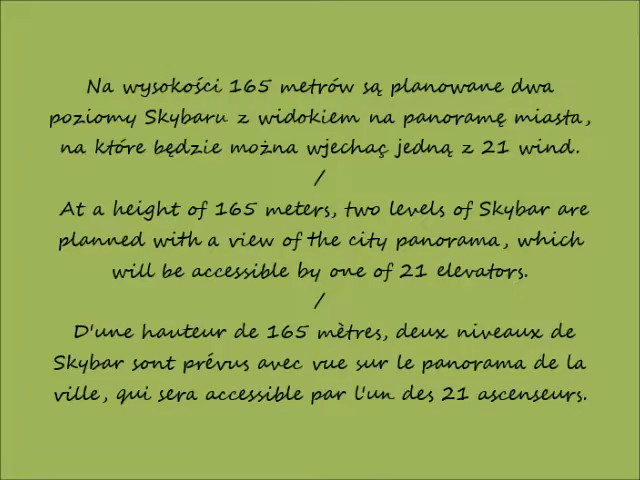 Na wysokości 165 metrów są planowane dwa
poziomy Skybaru z widokiem na panoramę miasta,
na które będzie można wjechaç jedną z 21 wind.
/
At a height of 165 meters, two levels of Skybar are
planned with a view of the city panorama, which
will be accessible by one of 21 elevators.
/
D'une hauteur de 165 mètres, deux niveaux de
Skybar sont prévus avec vue sur le panorama de la
ville, qui sera accessible par l'un des 21 ascenseurs.